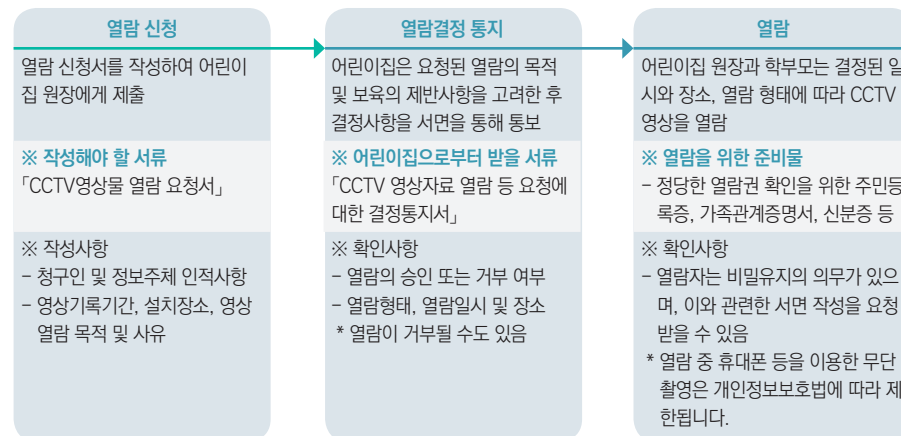 열람 신청
열람 신청서를 작성하여 어린이
집 원장에게 제출
※ 작성해야 할 서류
「CCTV영상물 열람 요청서」
※ 작성사항
- 청구인 및 정보주체 인적사항
- 영상기록기간, 설치장소, 영상
열람 목적 및 사유
열람결정 통지
어린이집은 요청된 열람의 목적
및 보육의 제반사항을 고려한 후
결정사항을 서면을 통해 통보
※ 어린이집으로부터 받을 서류
「CCTV 영상자료 열람 등 요청에
대한 결정통지서」
※ 확인사항
- 열람의 승인 또는 거부 여부
- 열람형태, 열람일시 및 장소
* 열람이 거부될 수도 있음
열람
어린이집 원장과 학부모는 결정된 일
시와 장소, 열람 형태에 따라 CCTV
영상을 열람
※ 열람을 위한 준비물
- 정당한 열람권 확인을 위한 주민등
록증, 가족관계증명서, 신분증 등
※ 확인사항
- 열람자는 비밀유지의 의무가 있으
며, 이와 관련한 서면 작성을 요청
받을 수 있음
* 열람 중 휴대폰 등을 이용한 무단
촬영은 개인정보보호법에 따라 제
한됩니다.